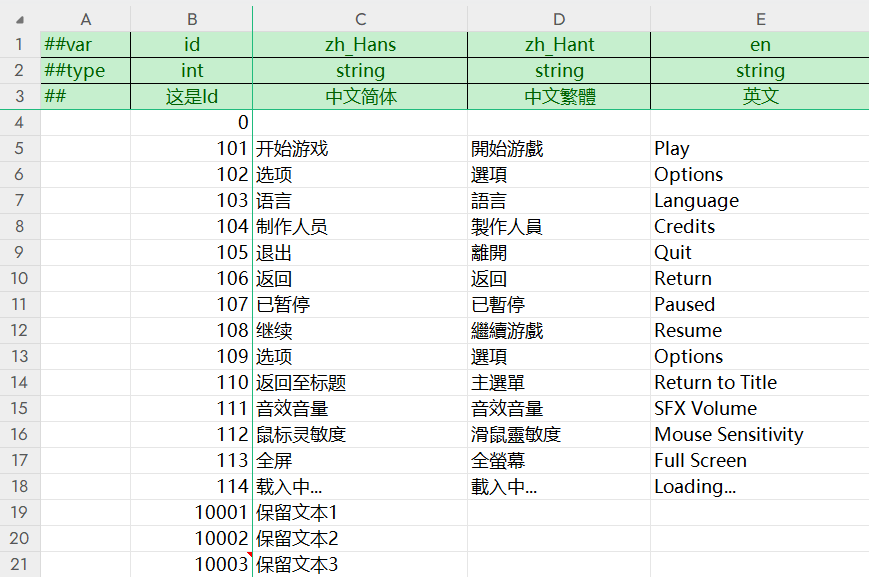 A B C D E
1 ##var id zh_Hans zh_Hant en
2 ##type int string string string
3 ## 这是Id 中文简体 中文繁體 英文
4 0
5 101 开始游戏 開始游戲 Play
6 102 选项 選項 Options
7 103 语言 語言 Language
8 104 制作人员 製作人員 Credits
9 105 退出 離開 Quit
10 106 返回 返回 Return
11 107 已暂停 已暫停 Paused
12 108 继续 繼續游戲 Resume
13 109 选项 選項 Options
14 110 返回至标题 主選單 Return to Title
15 111 音效音量 音效音量 SFX Volume
16 112 鼠标灵敏度 滑鼠靈敏度 Mouse Sensitivity
17 113 全屏 全螢幕 Full Screen
18 114 载入中... 載入中... Loading...
19 10001 保留文本1
20 10002 保留文本2
21 10003 保留文本3